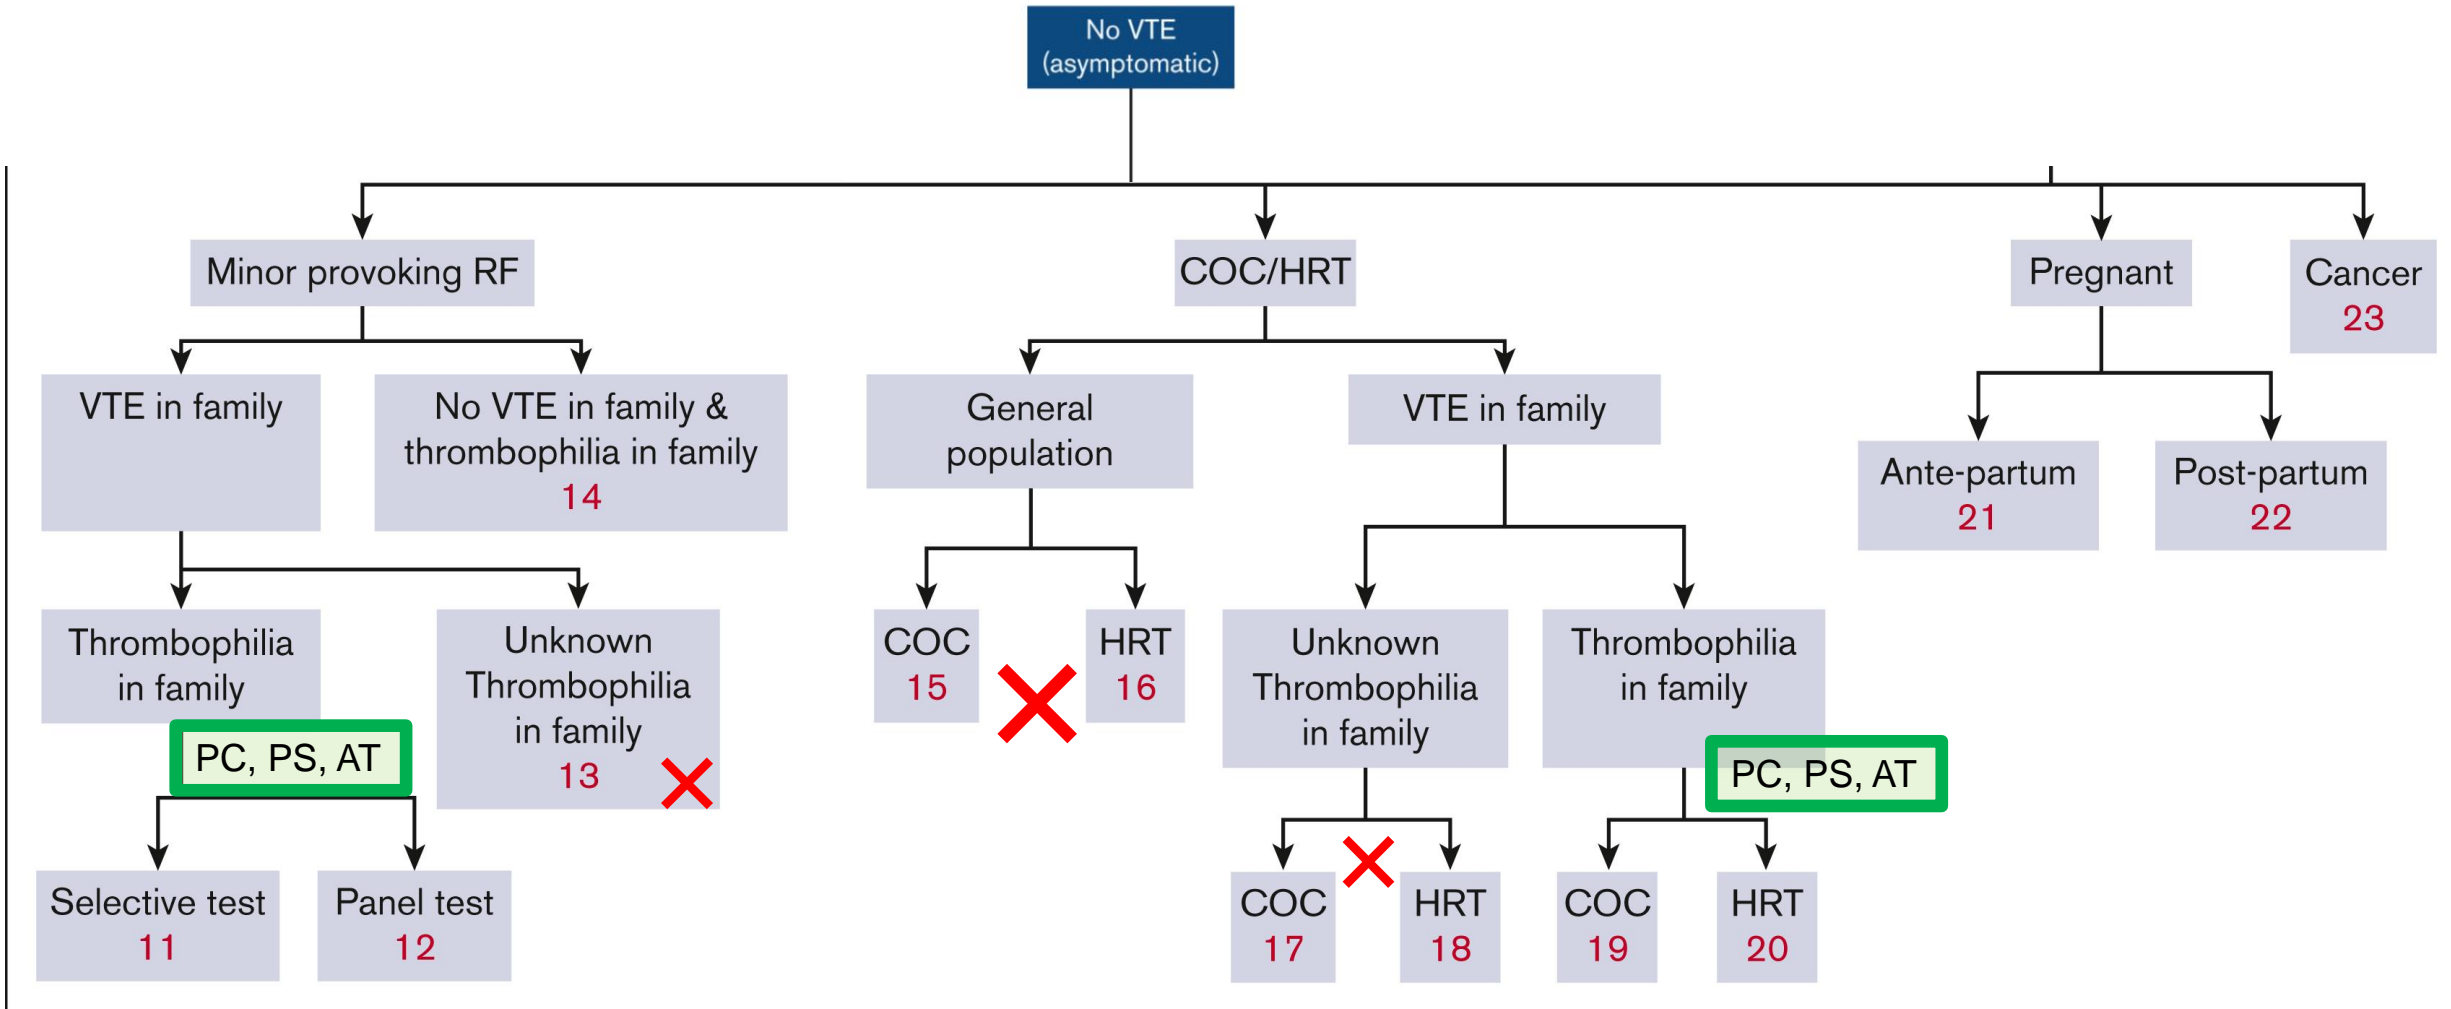 No VTE
(asymptomatic)
Minor provoking RF
COC/HRT
Pregnant
Cancer
23
VTE in family
No VTE in family &
thrombophilia in family
14
General
population
VTE in family
Ante-partum
21
Post-partum
22
Thrombophilia
in family
Unknown
Thrombophilia
in family
13
COC
15
HRT
16
Unknown
Thrombophilia
in family
Thrombophilia
in family
PC, PS, AT
PC, PS, AT
Selective test
11
Panel test
12
COC
17
HRT
18
COC
19
HRT
20